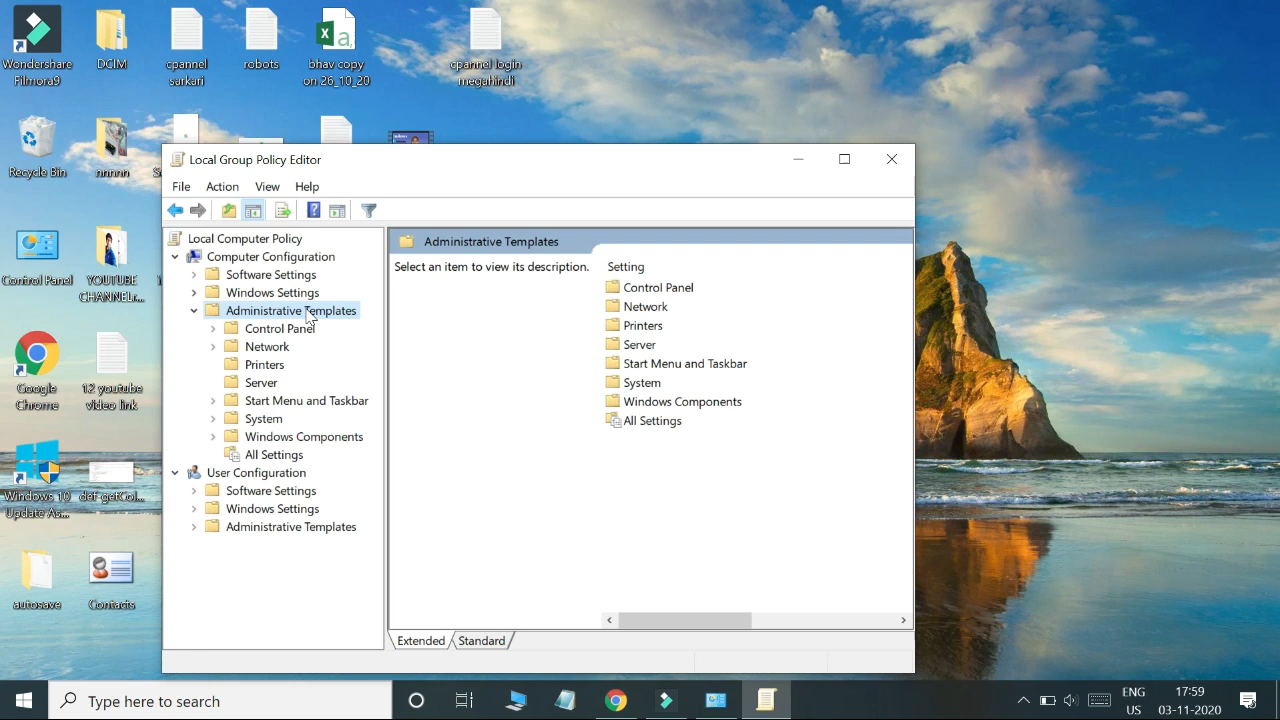 Wondershare
Filmora9
DCIM
cpannel
sarkari
robots
bhav copy
on 26_10_20
cpannel login
megahindi
Recycle Bin
nnnnn
Control Panel
YOUTUBE
CHANNELr...
Google
Chrome
12 youtube
video link
Windows 10
Update As...
def getCol...
autosave
Contacts
Local Group Policy Editor
File Action View Help
Local Computer Policy
Computer Configuration
Software Settings
Windows Settings
Administrative Templates
Control Panel
Network
Printers
Server
Start Menu and Taskbar
System
Windows Components
All Settings
User Configuration
Software Settings
Windows Settings
Administrative Templates
Administrative Templates
Select an item to view its description.
Setting
Control Panel
Network
Printers
Server
Start Menu and Taskbar
System
Windows Components
All Settings
Extended Standard
Type here to search
ENG
US
17:59
03-11-2020